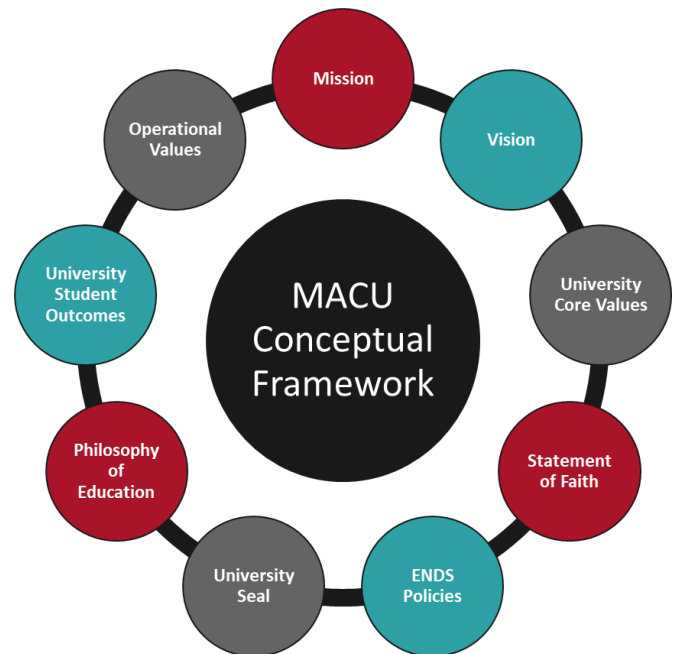 Mission
Vision
University
Core Values
Statement
of Faith
ENDS
Policies
University
Seal
Philosophy
of
Education
University
Student
Outcomes
Operational
Values
MACU
Conceptual
Framework